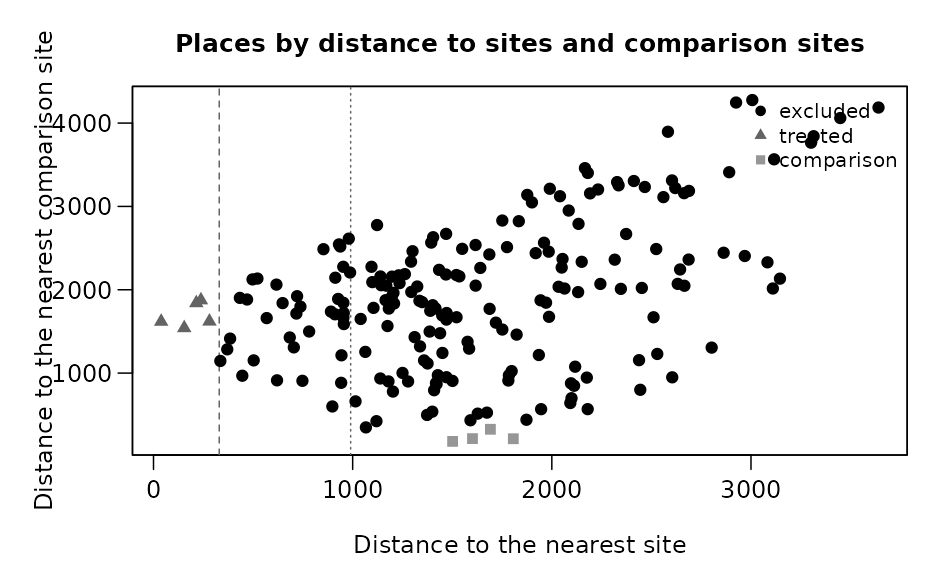 Places by distance to sites and comparison sites
Distance to the nearest comparison site
4000
3000
2000
1000
excluded
treated
comparison
0
1000
2000
3000
Distance to the nearest site